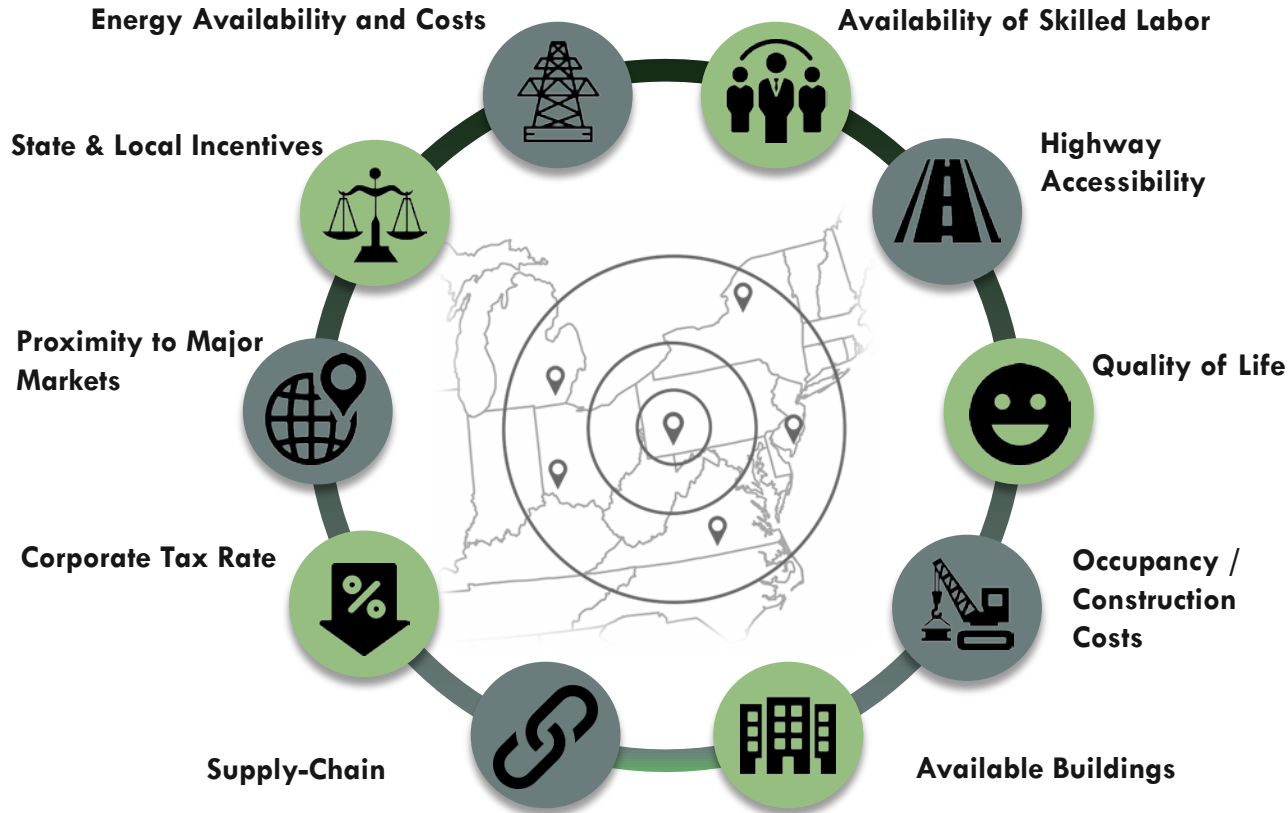 Energy Availability and Costs
Availability of Skilled Labor
State & Local Incentives
Highway
Accessibility
Proximity to Major
Markets
Quality of Life
Corporate Tax Rate
Occupancy /
Construction
Costs
Supply-Chain
Available Buildings